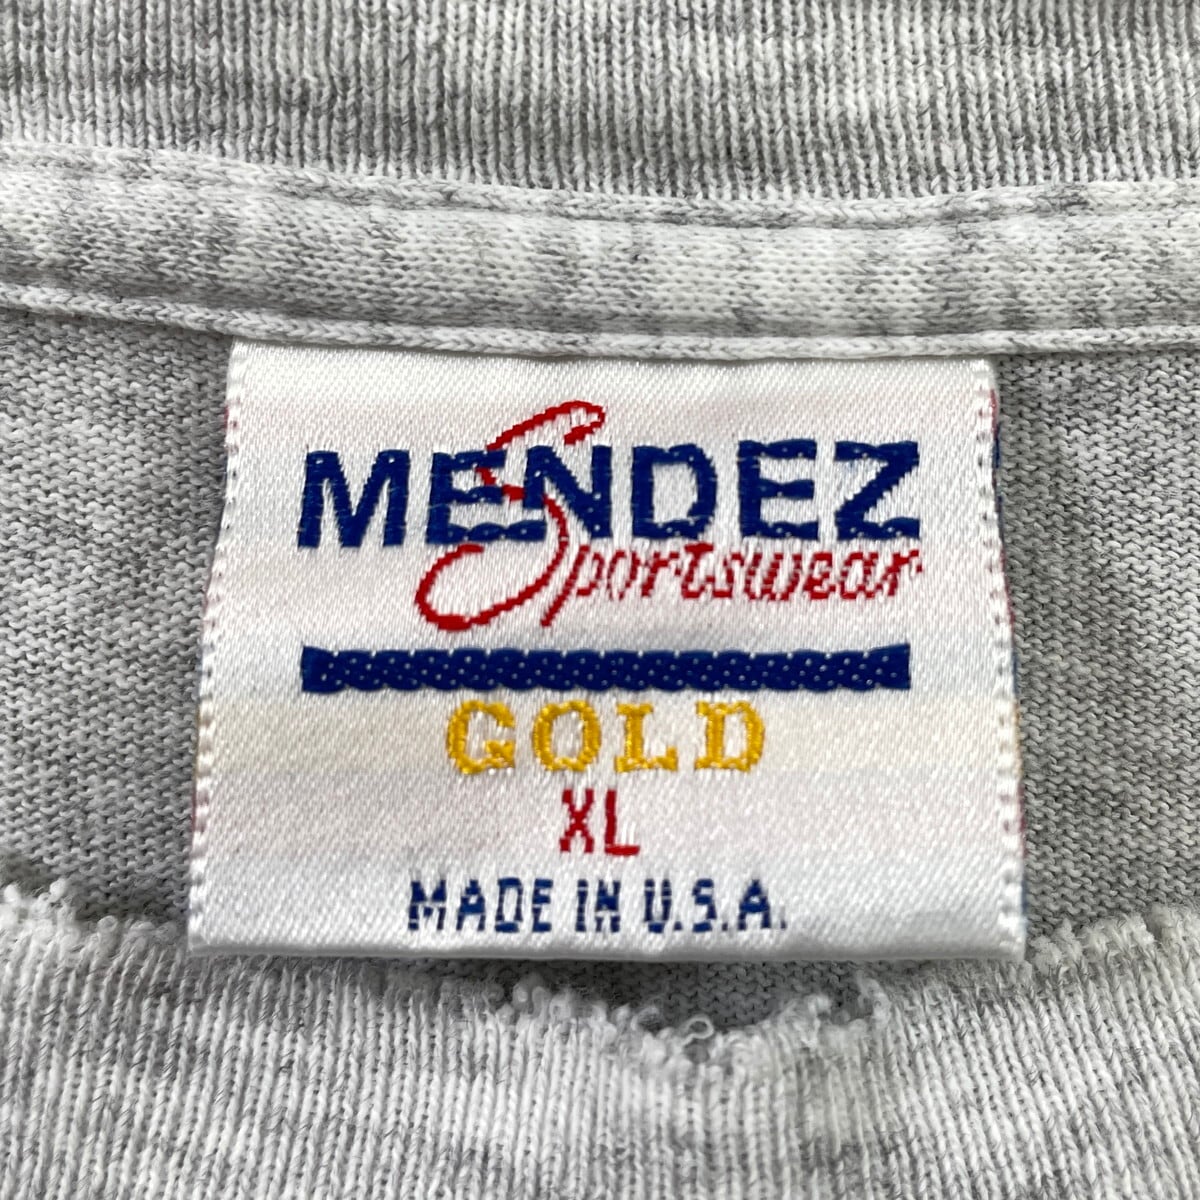 MENDEZ
Sportswear
GOLD
XL
MADE IN U.S.A.